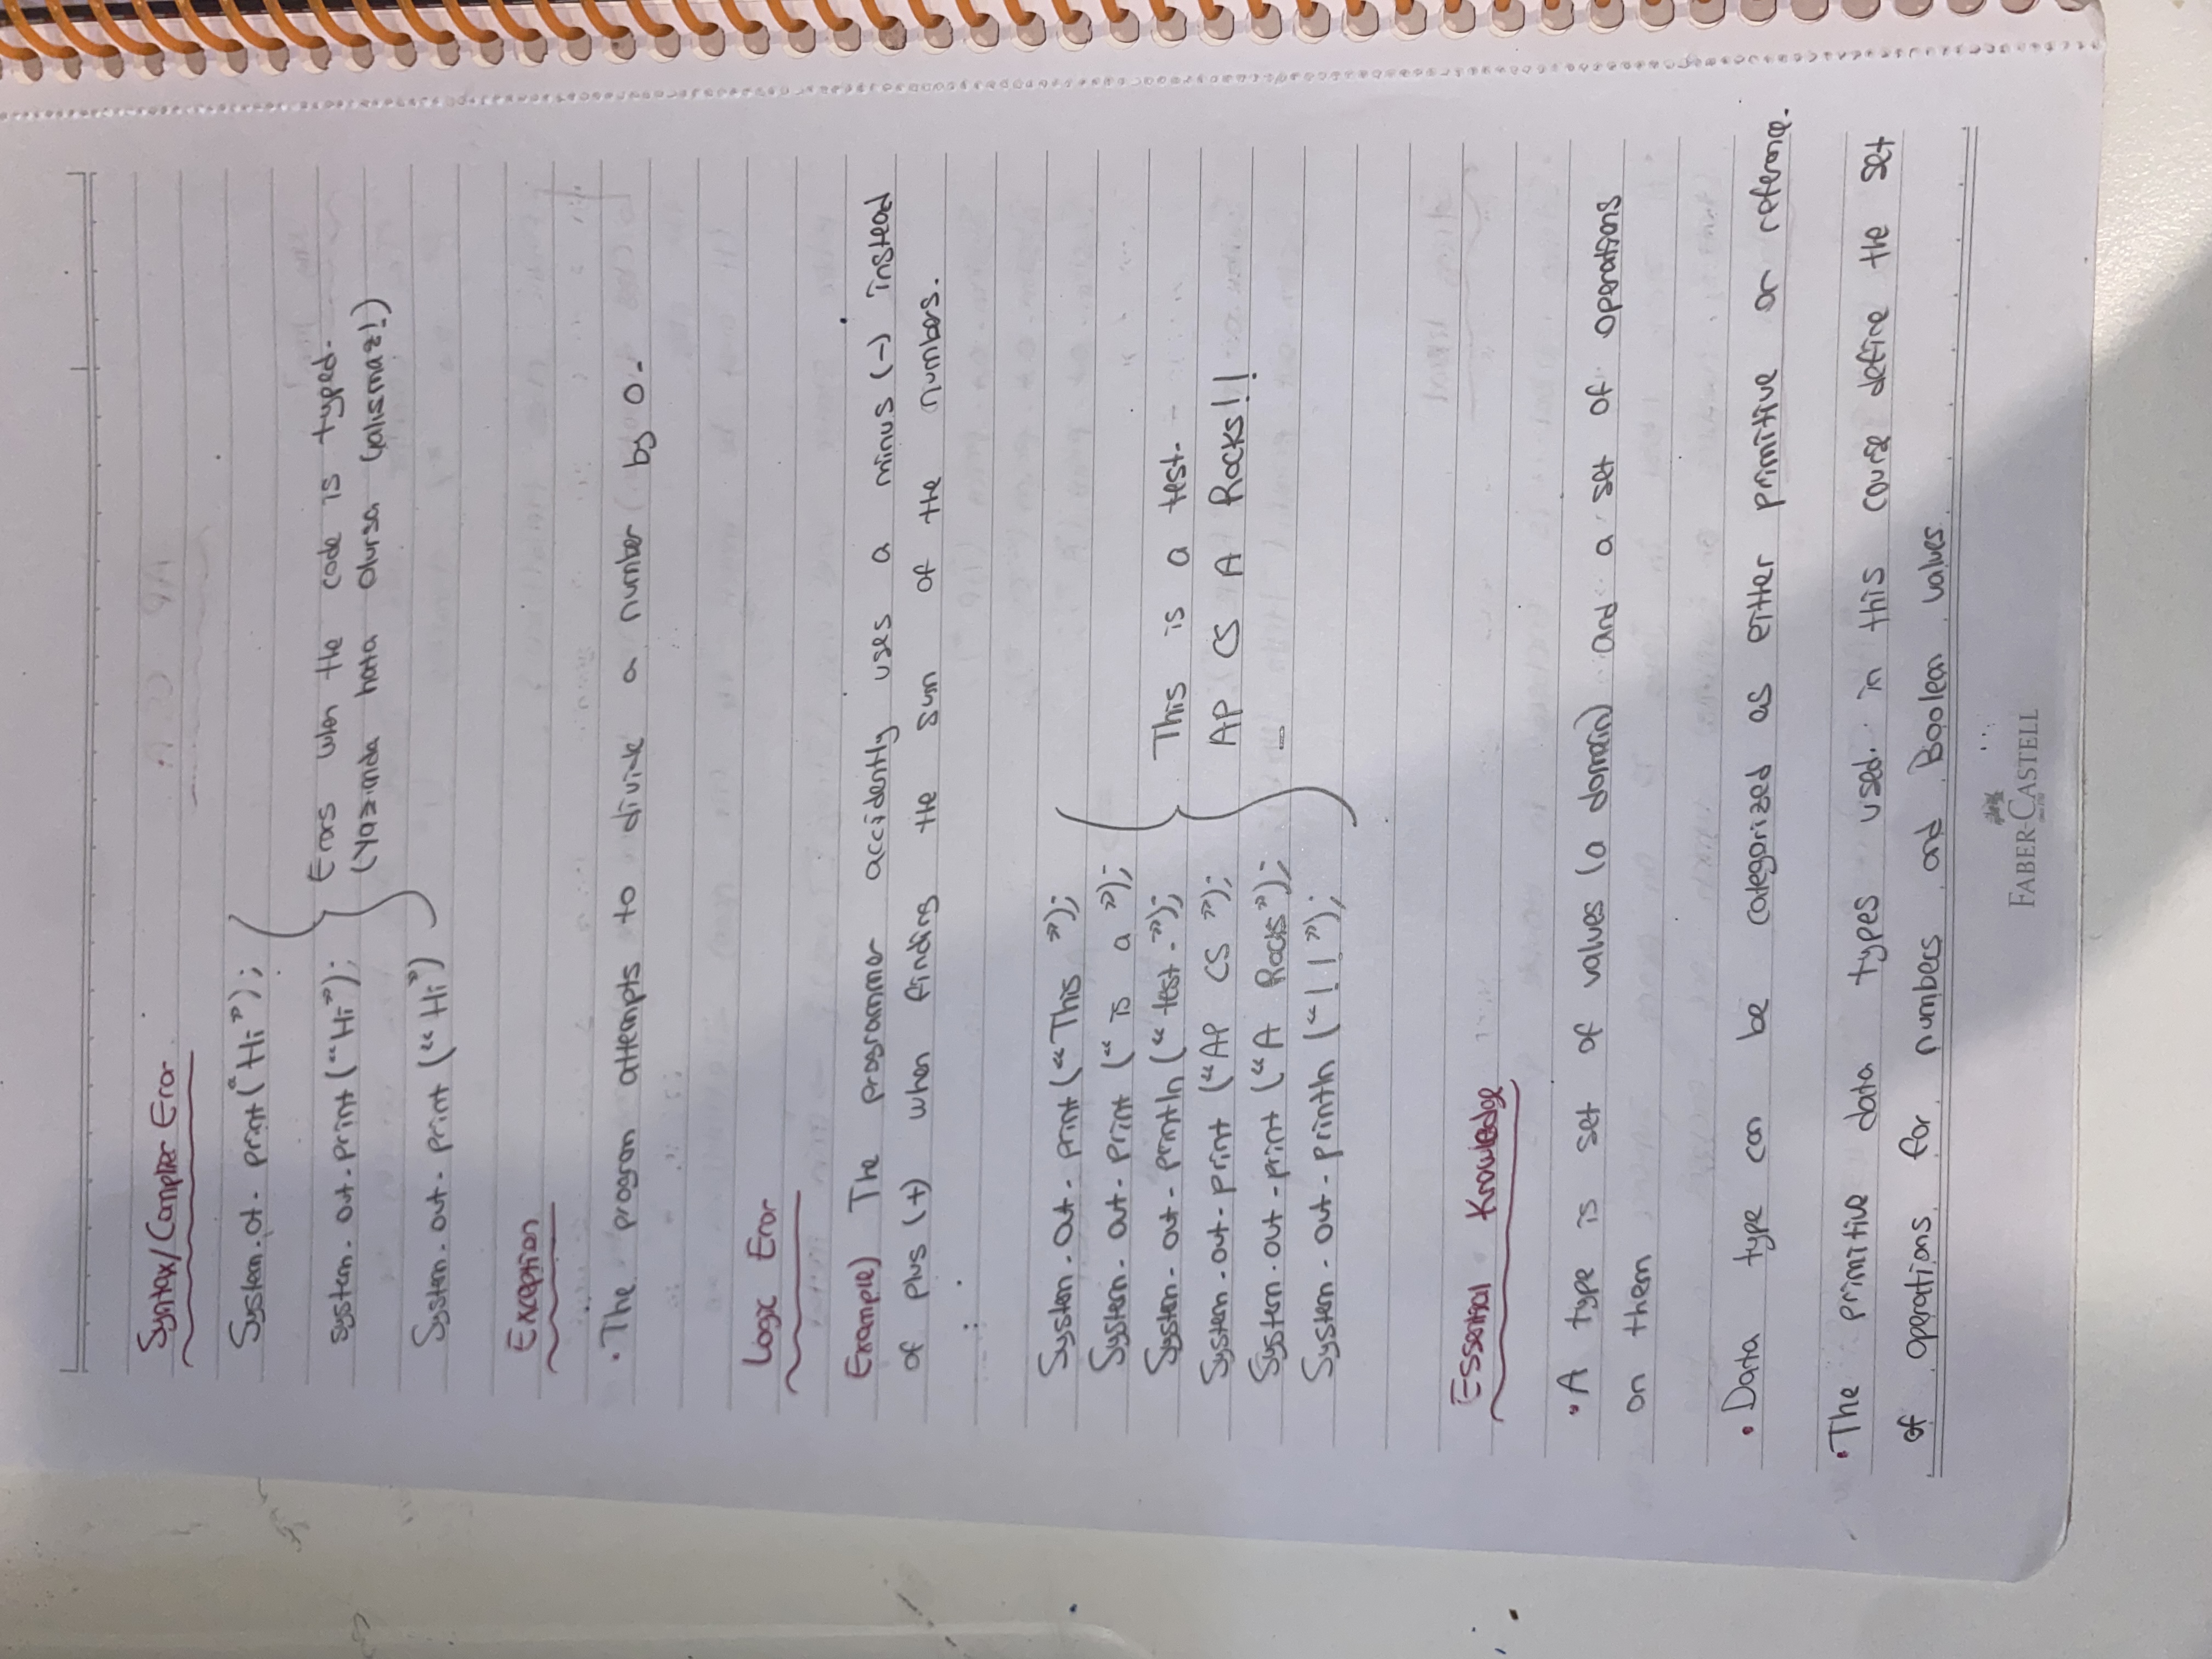 Syntax/Complier Eror
System.ot.print("Hi");
system.out.print("Hi");
System.out.print("Hi")
Erors when the code is typed.
(Yazımda hata olursa Çalışmaz!)
Exception
• The program attempts to divide a number by 0.
Logic Eror
Example) The programmer accidently uses a minus (-) instead
of plus (+) when finding the sum of the numbers.
System.out.print("This ");
System.out.print(" is a ");
System.out.println("test.");
System.out.print("AP CS ");
System.out.print("A Rocks");
System.out.println("!!");
This is a test.
AP CS A Rocks!!
Essential Knowledge
• A type is set of values (a domain) and a set of operations
on them
• Data type can be categorized as either primitive or reference.
• The primitive data types used in this course define the set
of operations for numbers and Boolean values
FABER-CASTELL